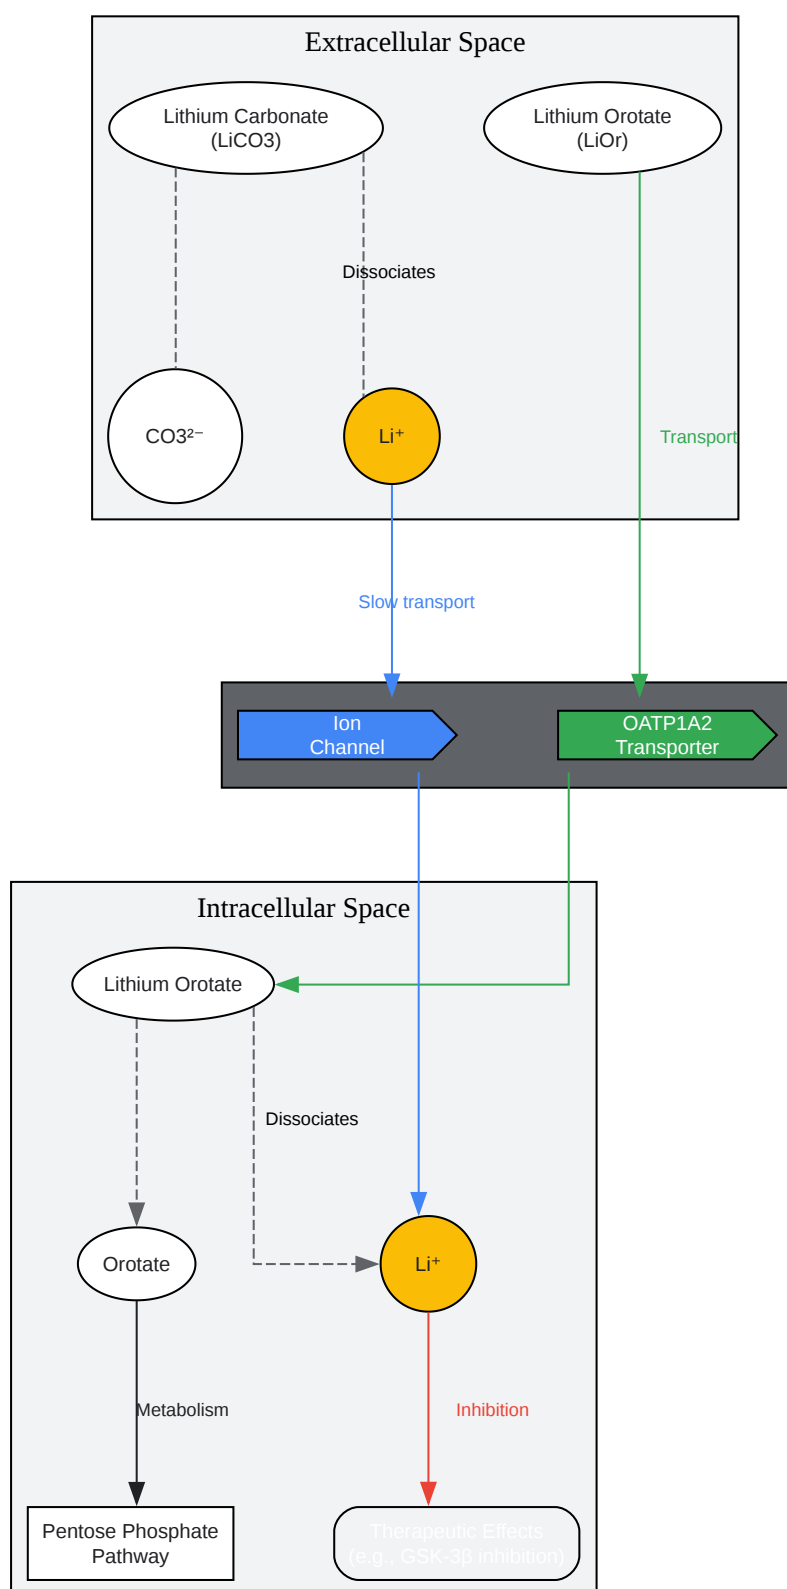 Extracellular Space
Lithium Carbonate
(LiCO3)
Lithium Orotate
(LiOr)
Dissociates
CO3²⁻
Li⁺
Transport
Slow transport
Ion
Channel
OATP1A2
Transporter
Intracellular Space
Lithium Orotate
Dissociates
Orotate
Li⁺
Metabolism
Inhibition
Pentose Phosphate
Pathway
Therapeutic Effects
(e.g., GSK-3β inhibition)